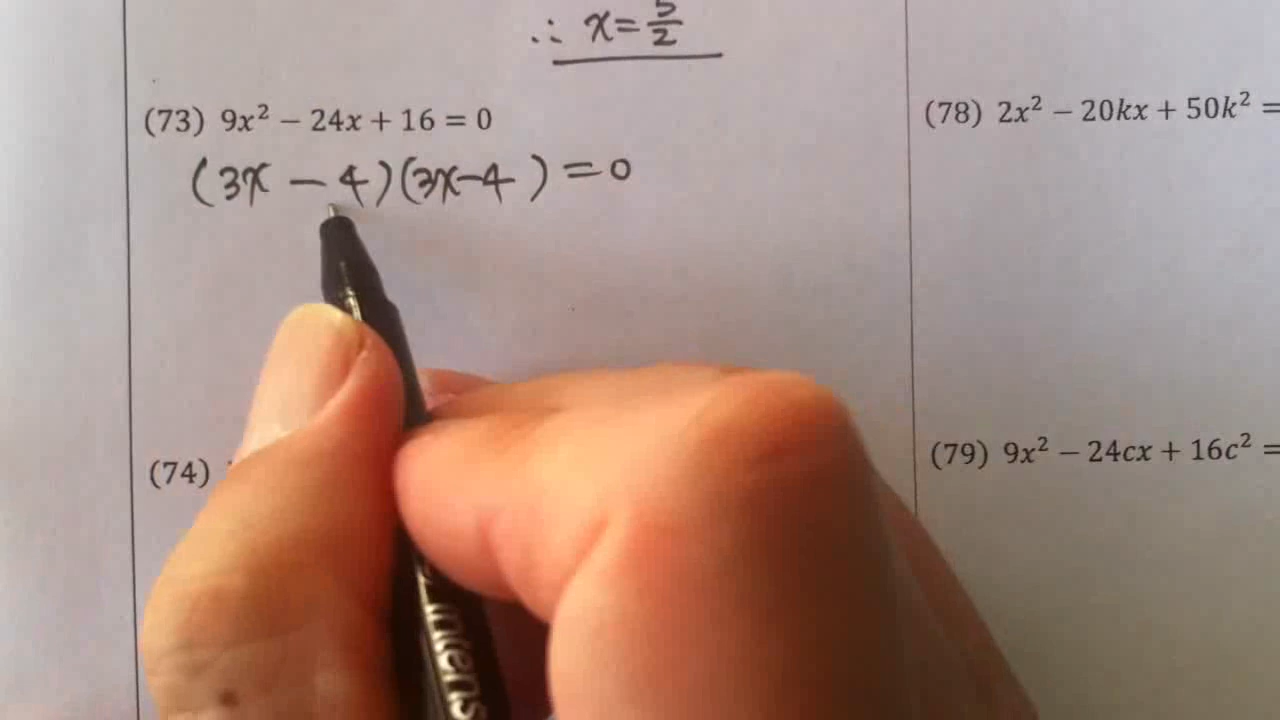 ∴ x = 5/2
(73) 9x² − 24x + 16 = 0
(3x − 4)(3x − 4) = 0
(74)
(78) 2x² − 20kx + 50k² =
(79) 9x² − 24cx + 16c² =
intens